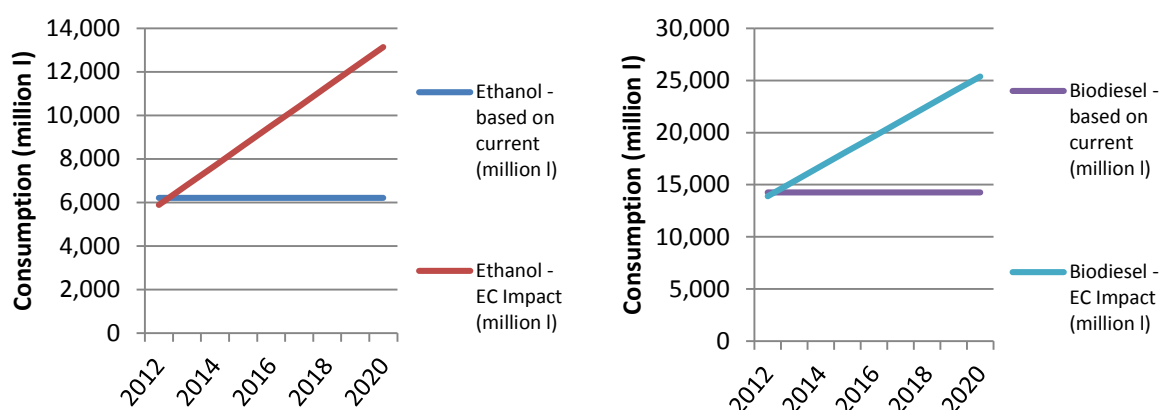 Consumption (million l)
14,000
12,000
10,000
8,000
6,000
4,000
2,000
0
2012
2014
2016
2018
2020
Ethanol -
based on
current
(million l)
Ethanol -
EC Impact
(million l)
Consumption (million l)
30,000
25,000
20,000
15,000
10,000
5,000
0
2012
2014
2016
2018
2020
Biodiesel -
based on
current
(million l)
Biodiesel -
EC Impact
(million l)